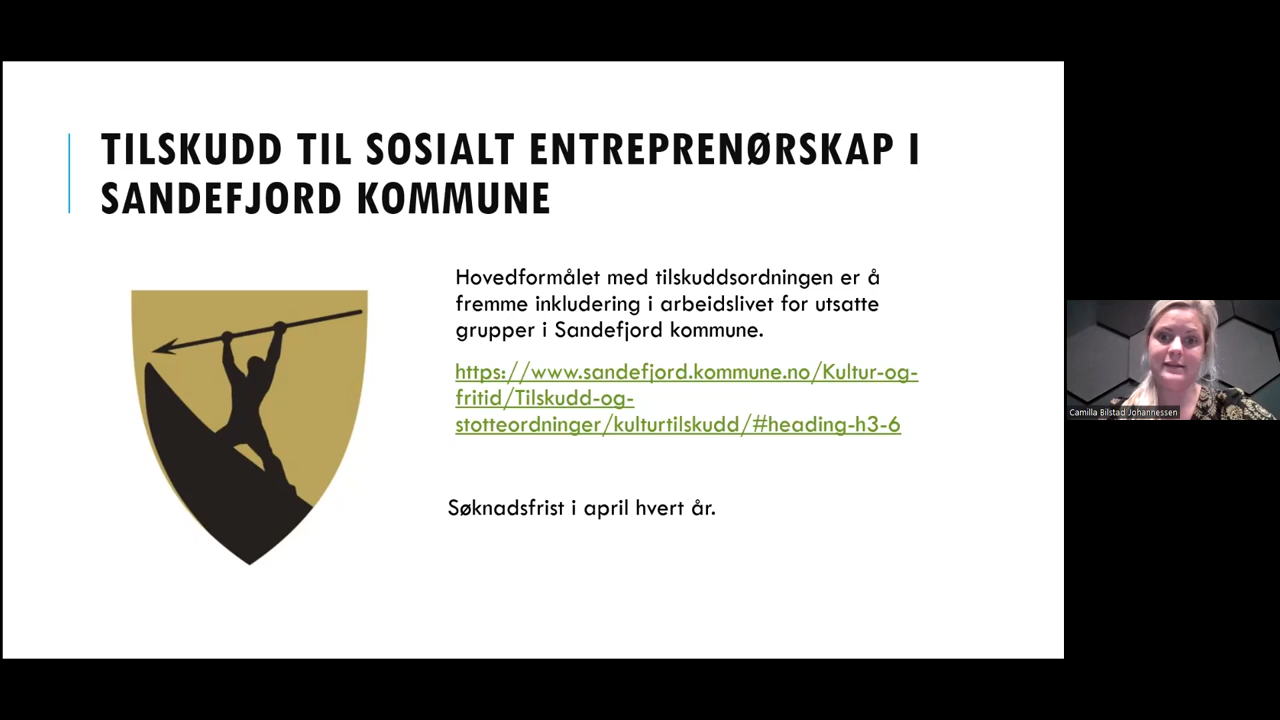 TILSKUDD TIL SOSIALT ENTREPRENØRSKAP I
SANDEFJORD KOMMUNE
Hovedformålet med tilskuddsordningen er å
fremme inkludering i arbeidslivet for utsatte
grupper i Sandefjord kommune.
https://www.sandefjord.kommune.no/Kultur-og-
fritid/Tilskudd-og-
stotteordninger/kulturtilskudd/#heading-h3-6
Søknadsfrist i april hvert år.
Camilla Bilstad Johannessen